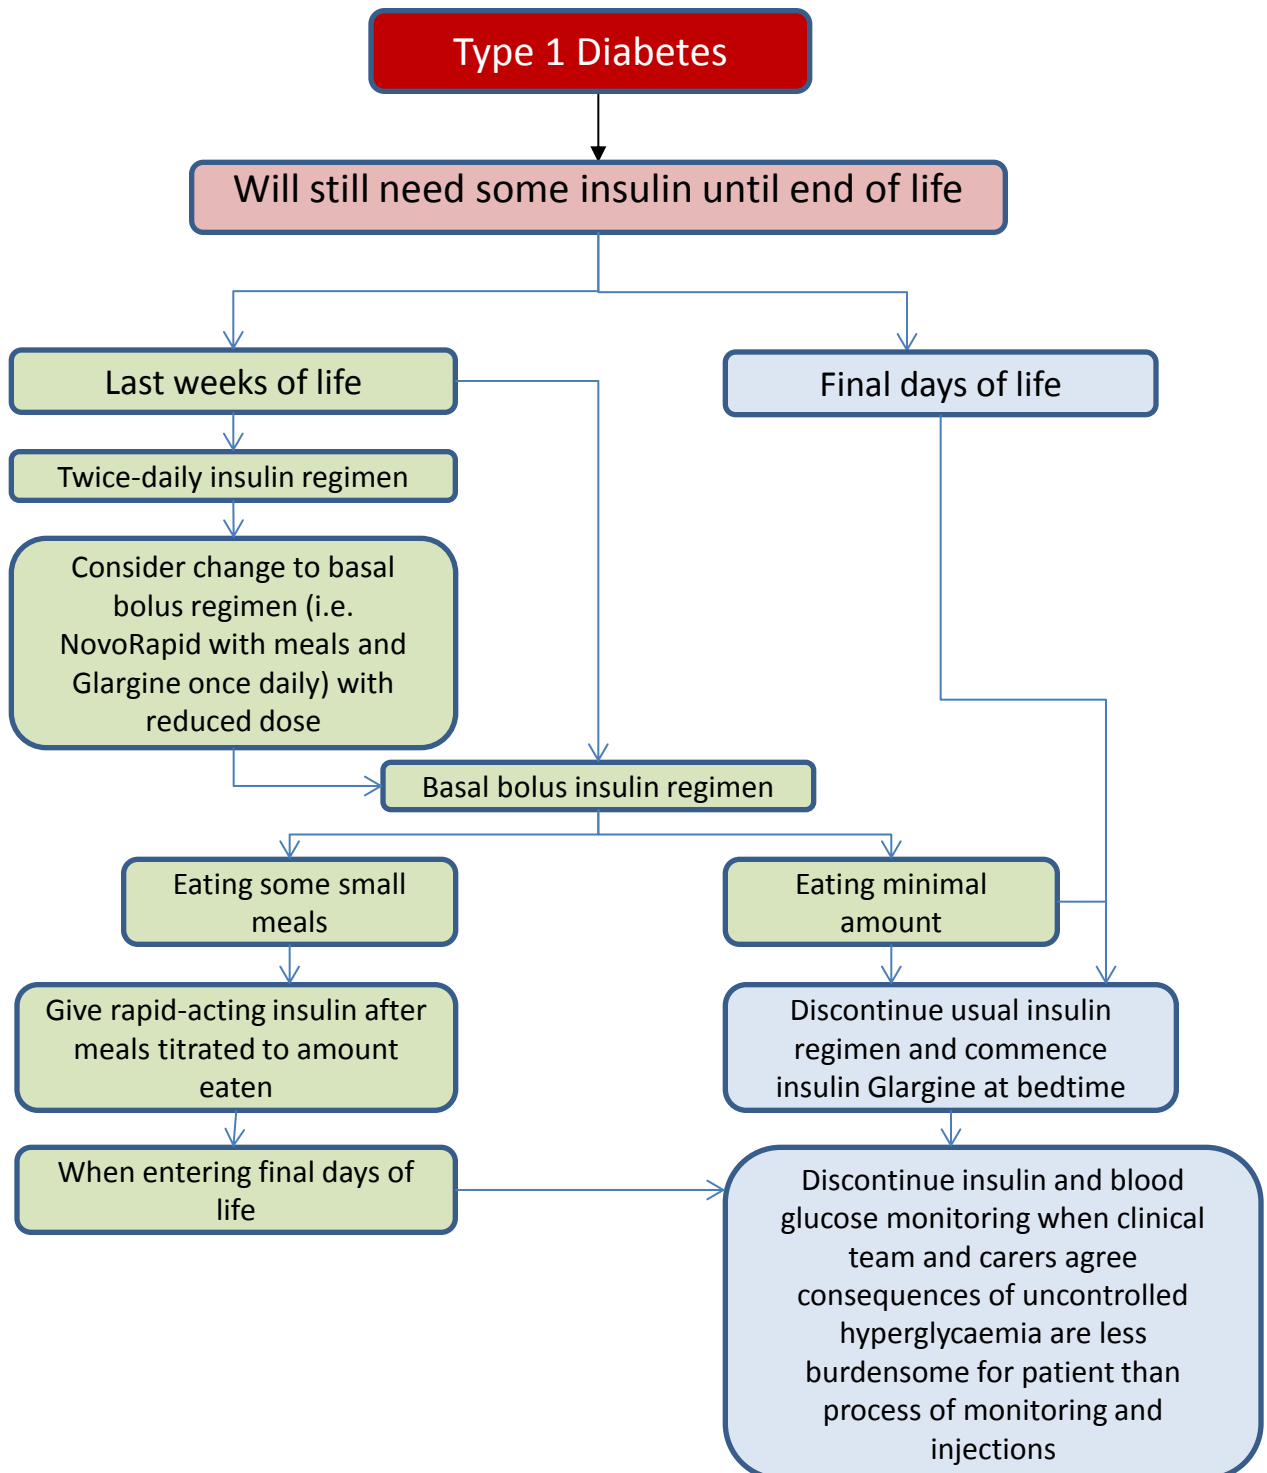 Type 1 Diabetes
Will still need some insulin until end of life
Last weeks of life
Final days of life
Twice-daily insulin regimen
Consider change to basal
bolus regimen (i.e.
NovoRapid with meals and
Glargine once daily) with
reduced dose
Basal bolus insulin regimen
Eating some small
meals
Eating minimal
amount
Give rapid-acting insulin after
meals titrated to amount
eaten
Discontinue usual insulin
regimen and commence
insulin Glargine at bedtime
When entering final days of
life
Discontinue insulin and blood
glucose monitoring when clinical
team and carers agree
consequences of uncontrolled
hyperglycaemia are less
burdensome for patient than
process of monitoring and
injections